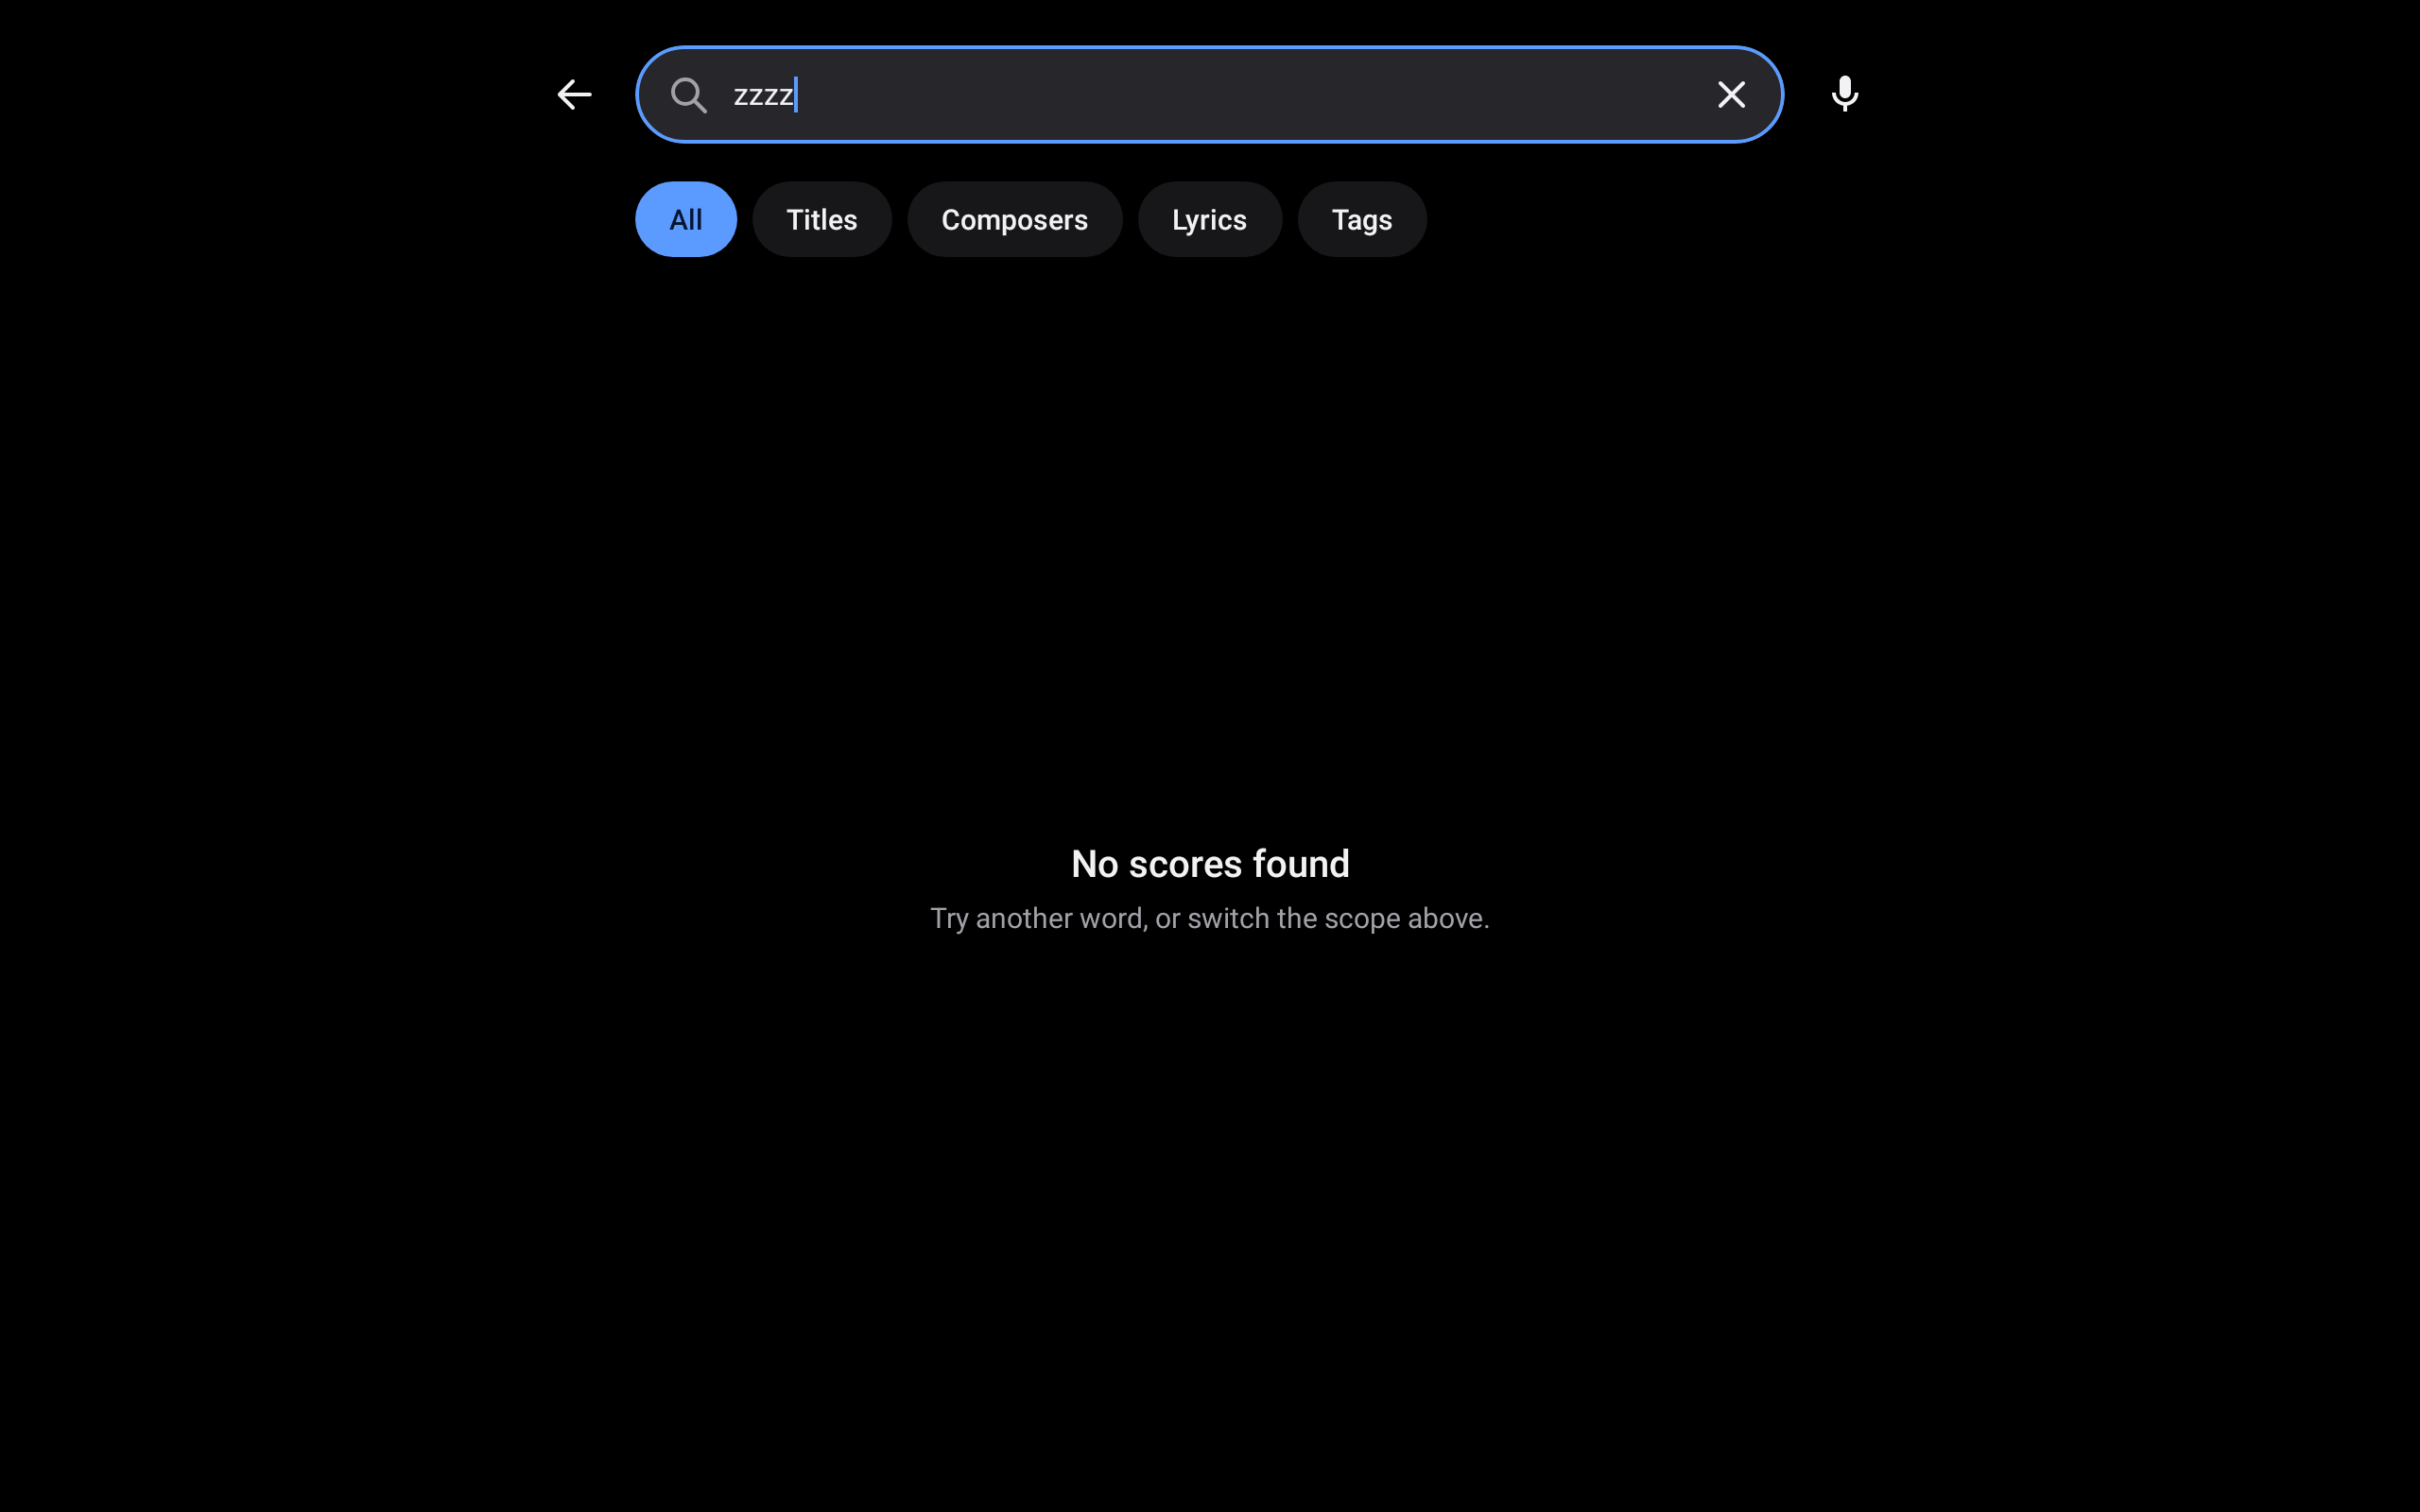 zzzz
All
Titles
Composers
Lyrics
Tags
No scores found
Try another word, or switch the scope above.